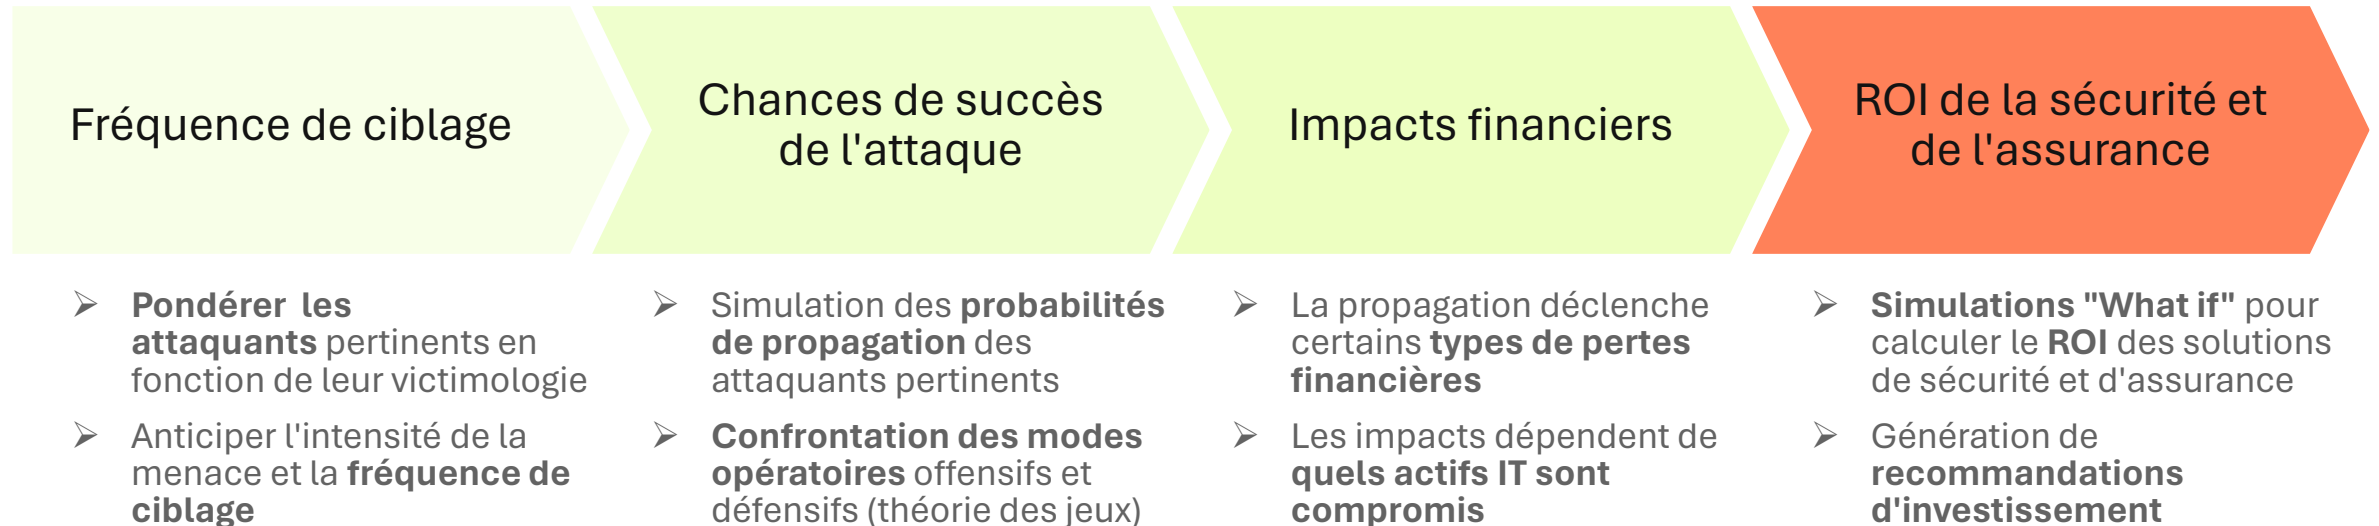 Fréquence de ciblage
Chances de succès
de l'attaque
Impacts financiers
ROI de la sécurité et
de l'assurance
➢ Pondérer les
attaquants pertinents en
fonction de leur victimologie
➢ Anticiper l'intensité de la
menace et la fréquence de
ciblage
➢ Simulation des probabilités
de propagation des
attaquants pertinents
➢ Confrontation des modes
opératoires offensifs et
défensifs (théorie des jeux)
➢ La propagation déclenche
certains types de pertes
financières
➢ Les impacts dépendent de
quels actifs IT sont
compromis
➢ Simulations "What if" pour
calculer le ROI des solutions
de sécurité et d'assurance
➢ Génération de
recommandations
d'investissement